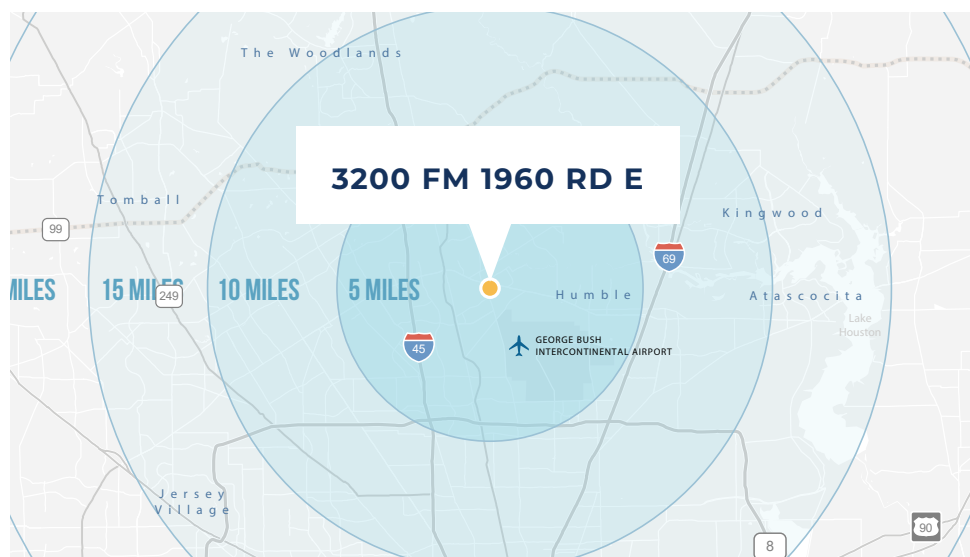 The Woodlands
3200 FM 1960 RD E
Tomball
Kingwood
99
69
MILES
15 MILES
249
10 MILES
5 MILES
Humble
Atascocita
Lake
Houston
45
GEORGE BUSH
INTERCONTINENTAL AIRPORT
Jersey
Village
90
8